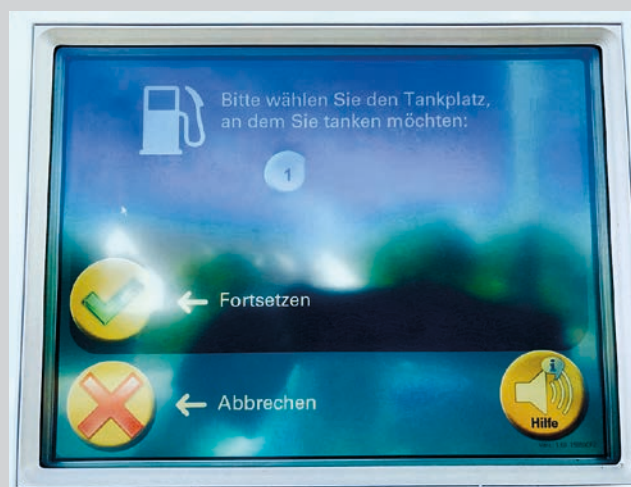 Bitte wählen Sie den Tankplatz,
an dem Sie tanken möchten:
1
Fortsetzen
Abbrechen
i
Hilfe